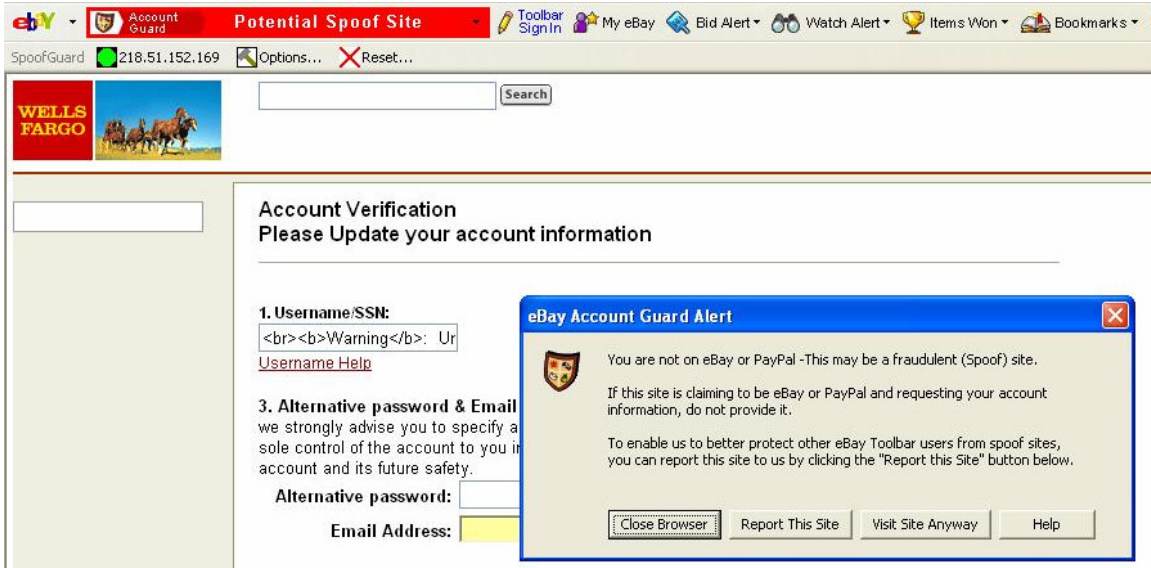 ebY Account Guard Potential Spoof Site Toolbar Sign In My eBay Bid Alert Watch Alert Items Won Bookmarks
SpoofGuard 218.51.152.169 Options... Reset...
WELLS
FARGO
Search
Account Verification
Please Update your account information
1. Username/SSN:
<br><b>Warning</b>: Ur
Username Help
3. Alternative password & Email
we strongly advise you to specify a
sole control of the account to you i
account and its future safety.
Alternative password:
Email Address:
eBay Account Guard Alert
You are not on eBay or PayPal -This may be a fraudulent (Spoof) site.
If this site is claiming to be eBay or PayPal and requesting your account
information, do not provide it.
To enable us to better protect other eBay Toolbar users from spoof sites,
you can report this site to us by clicking the "Report this Site" button below.
Close Browser Report This Site Visit Site Anyway Help